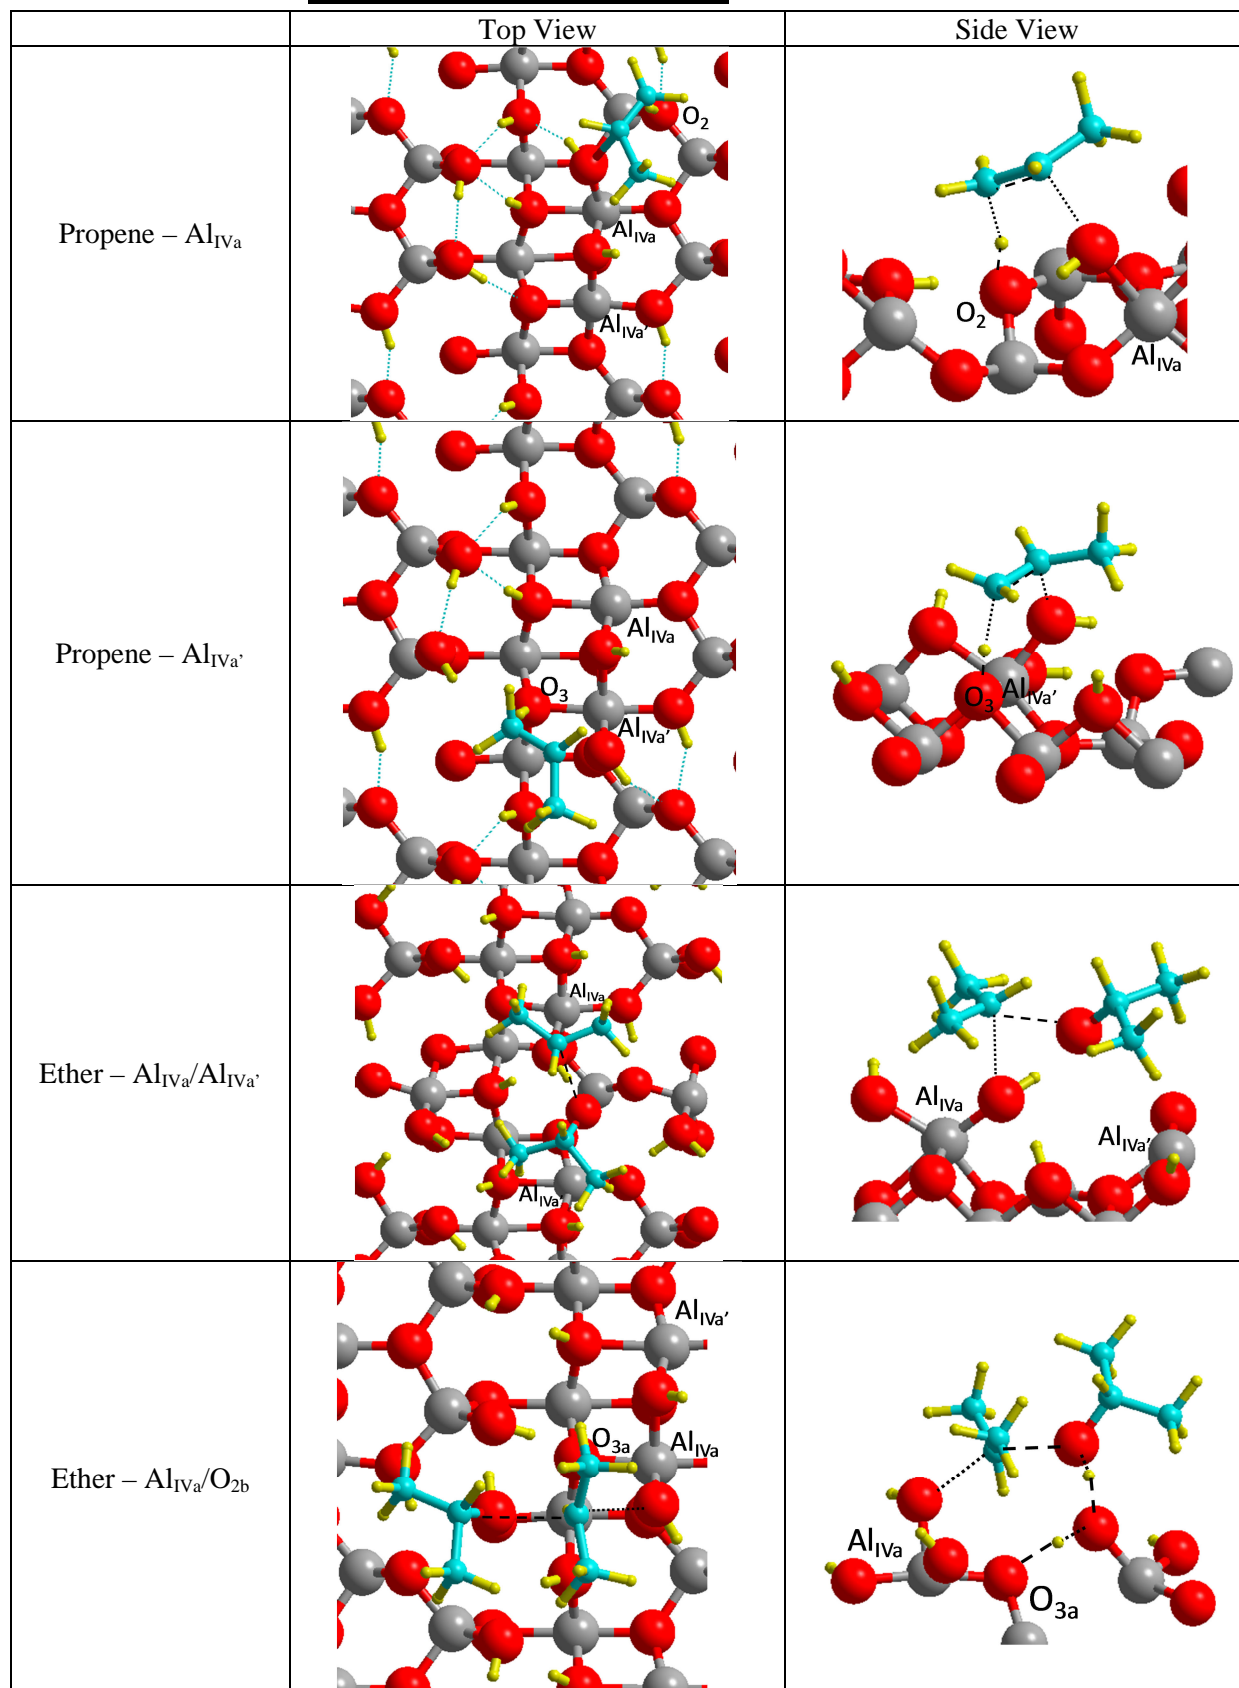 Top View Side View
Propene – Al_IVa
O₂
Al_IVa
Al_IVa'
O₂
Al_IVa
Propene – Al_IVa'
Al_IVa
O₃
Al_IVa'
Al_IVa'
O₃
Ether – Al_IVa/Al_IVa'
Al_IVa
Al_IVa'
Al_IVa
Al_IVa'
Ether – Al_IVa/O_2b
Al_IVa'
O_3a
Al_IVa
Al_IVa
O_3a